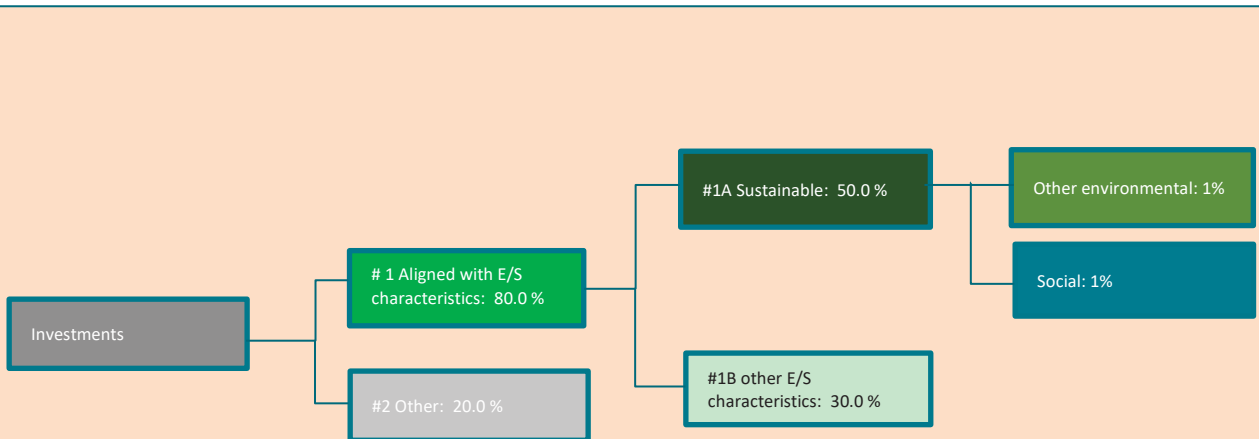 Investments
# 1 Aligned with E/S
characteristics: 80.0 %
#2 Other: 20.0 %
#1A Sustainable: 50.0 %
#1B other E/S
characteristics: 30.0 %
Other environmental: 1%
Social: 1%